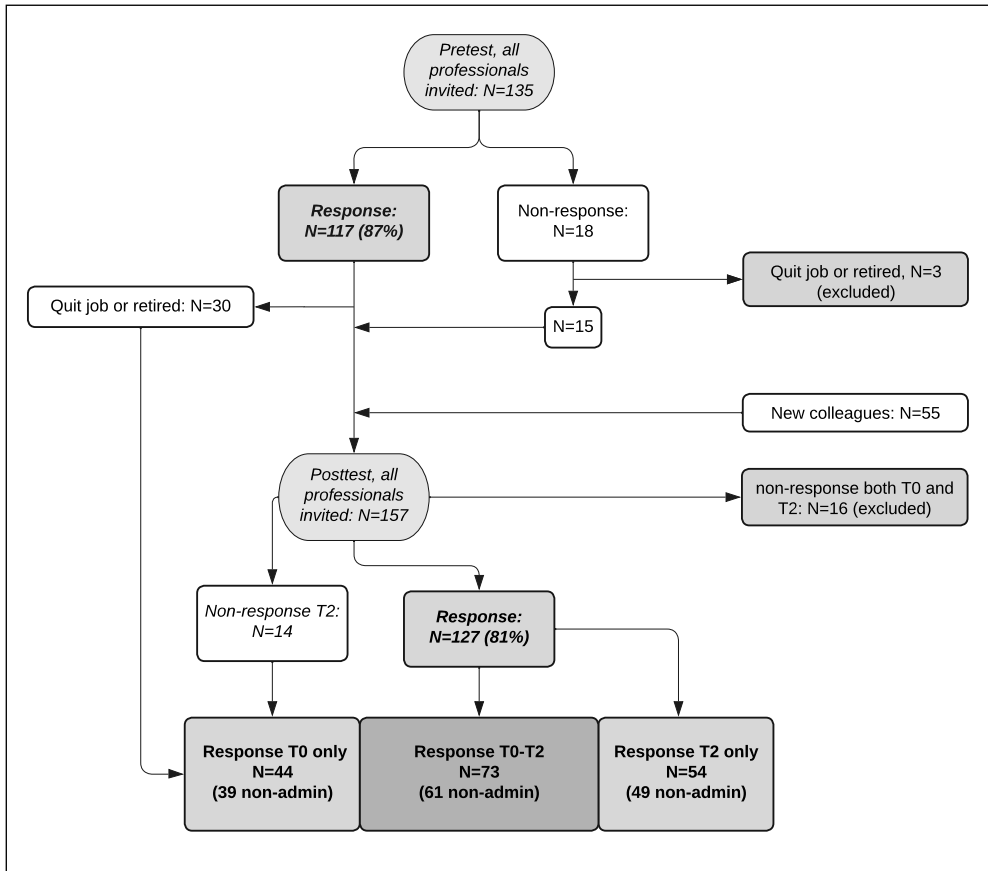 Pretest, all
professionals
invited: N=135
Response:
N=117 (87%)
Non-response:
N=18
Quit job or retired, N=3
(excluded)
Quit job or retired: N=30
N=15
New colleagues: N=55
Posttest, all
professionals
invited: N=157
non-response both T0 and
T2: N=16 (excluded)
Non-response T2:
N=14
Response:
N=127 (81%)
Response T0 only
N=44
(39 non-admin)
Response T0-T2
N=73
(61 non-admin)
Response T2 only
N=54
(49 non-admin)